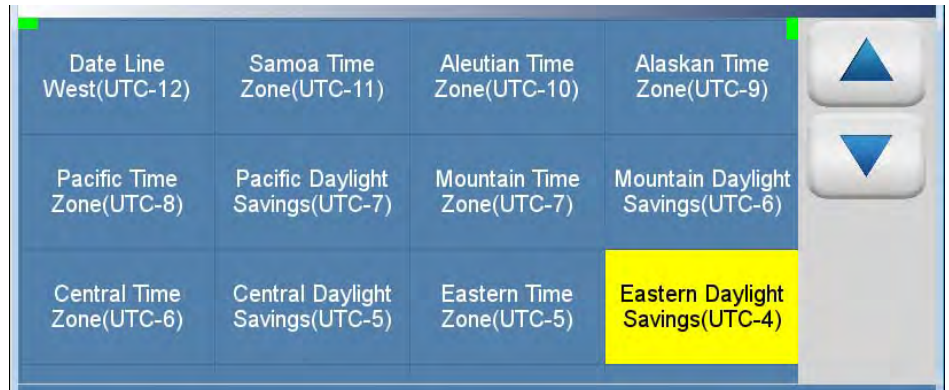 Date Line
West(UTC-12)
Samoa Time
Zone(UTC-11)
Aleutian Time
Zone(UTC-10)
Alaskan Time
Zone(UTC-9)
Pacific Time
Zone(UTC-8)
Pacific Daylight
Savings(UTC-7)
Mountain Time
Zone(UTC-7)
Mountain Daylight
Savings(UTC-6)
Central Time
Zone(UTC-6)
Central Daylight
Savings(UTC-5)
Eastern Time
Zone(UTC-5)
Eastern Daylight
Savings(UTC-4)